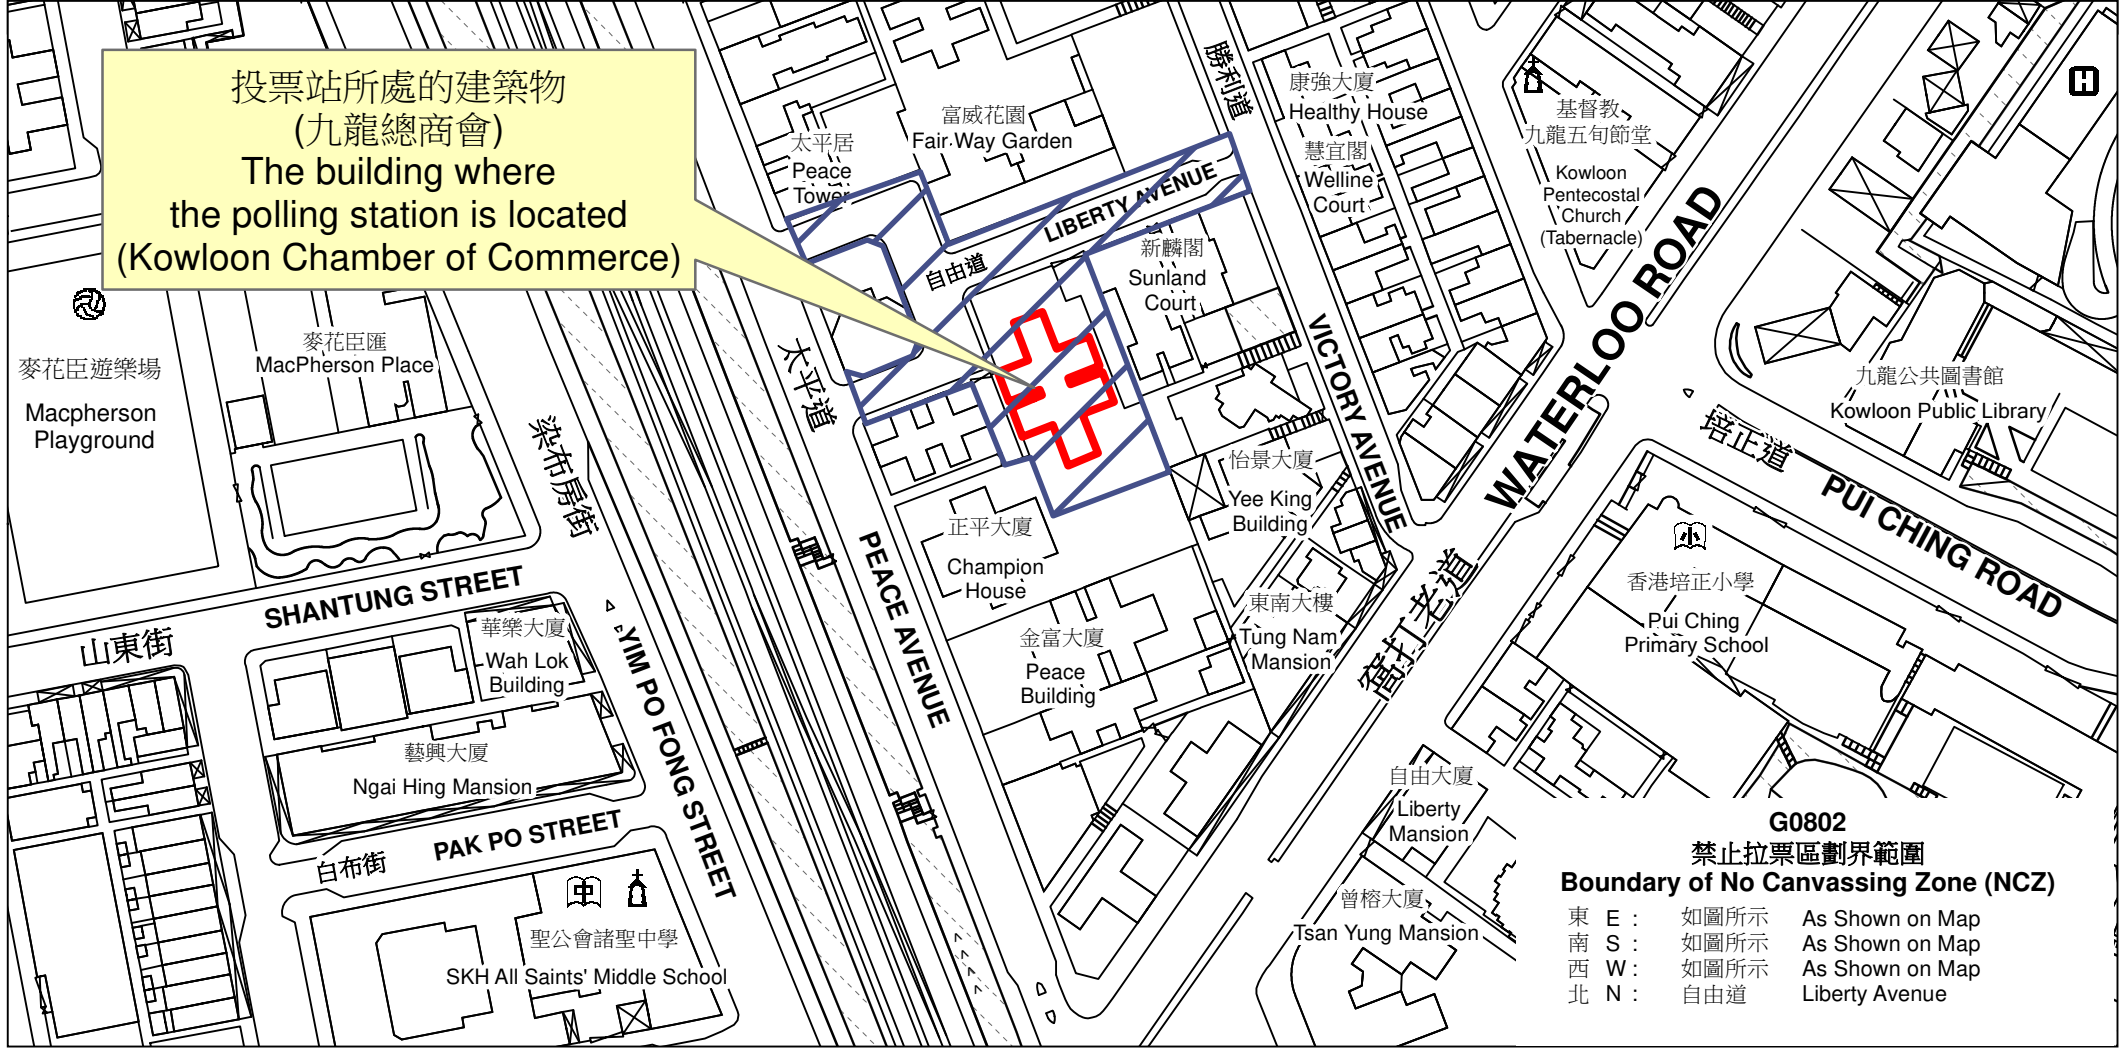 投票站所處的建築物
(九龍總商會)
The building where
the polling station is located
(Kowloon Chamber of Commerce)
太平居
Peace
Tower
富威花園
Fair Way Garden
勝利道
康強大廈
Healthy House
慧宜閣
Welline
Court
基督教
九龍五旬節堂
Kowloon
Pentecostal
Church
(Tabernacle)
H
LIBERTY AVENUE
自由道
新麟閣
Sunland
Court
麥花臣遊樂場
Macpherson
Playground
麥花臣匯
MacPherson Place
太平道
染布房街
VICTORY AVENUE
WATERLOO ROAD
窩打老道
九龍公共圖書館
Kowloon Public Library
培正道
PUI CHING ROAD
怡景大廈
Yee King
Building
正平大廈
Champion
House
PEACE AVENUE
小
香港培正小學
Pui Ching
Primary School
SHANTUNG STREET
山東街
華樂大廈
Wah Lok
Building
YIM PO FONG STREET
金富大廈
Peace
Building
東南大樓
Tung Nam
Mansion
藝興大廈
Ngai Hing Mansion
PAK PO STREET
白布街
自由大廈
Liberty
Mansion
曾榕大廈
Tsan Yung Mansion
中
聖公會諸聖中學
SKH All Saints' Middle School
G0802
禁止拉票區劃界範圍
Boundary of No Canvassing Zone (NCZ)
東 E : 如圖所示 As Shown on Map
南 S : 如圖所示 As Shown on Map
西 W : 如圖所示 As Shown on Map
北 N : 自由道 Liberty Avenue